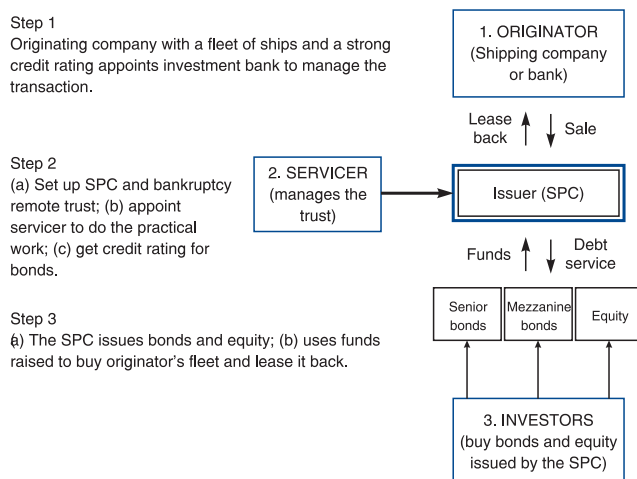 Step 1
Originating company with a fleet of ships and a strong
credit rating appoints investment bank to manage the
transaction.
1. ORIGINATOR
(Shipping company
or bank)
Lease
back
Sale
Step 2
(a) Set up SPC and bankruptcy
remote trust; (b) appoint
servicer to do the practical
work; (c) get credit rating for
bonds.
2. SERVICER
(manages the
trust)
Issuer (SPC)
Funds
Debt
service
Senior
bonds
Mezzanine
bonds
Equity
Step 3
(a) The SPC issues bonds and equity; (b) uses funds
raised to buy originator's fleet and lease it back.
3. INVESTORS
(buy bonds and equity
issued by the SPC)